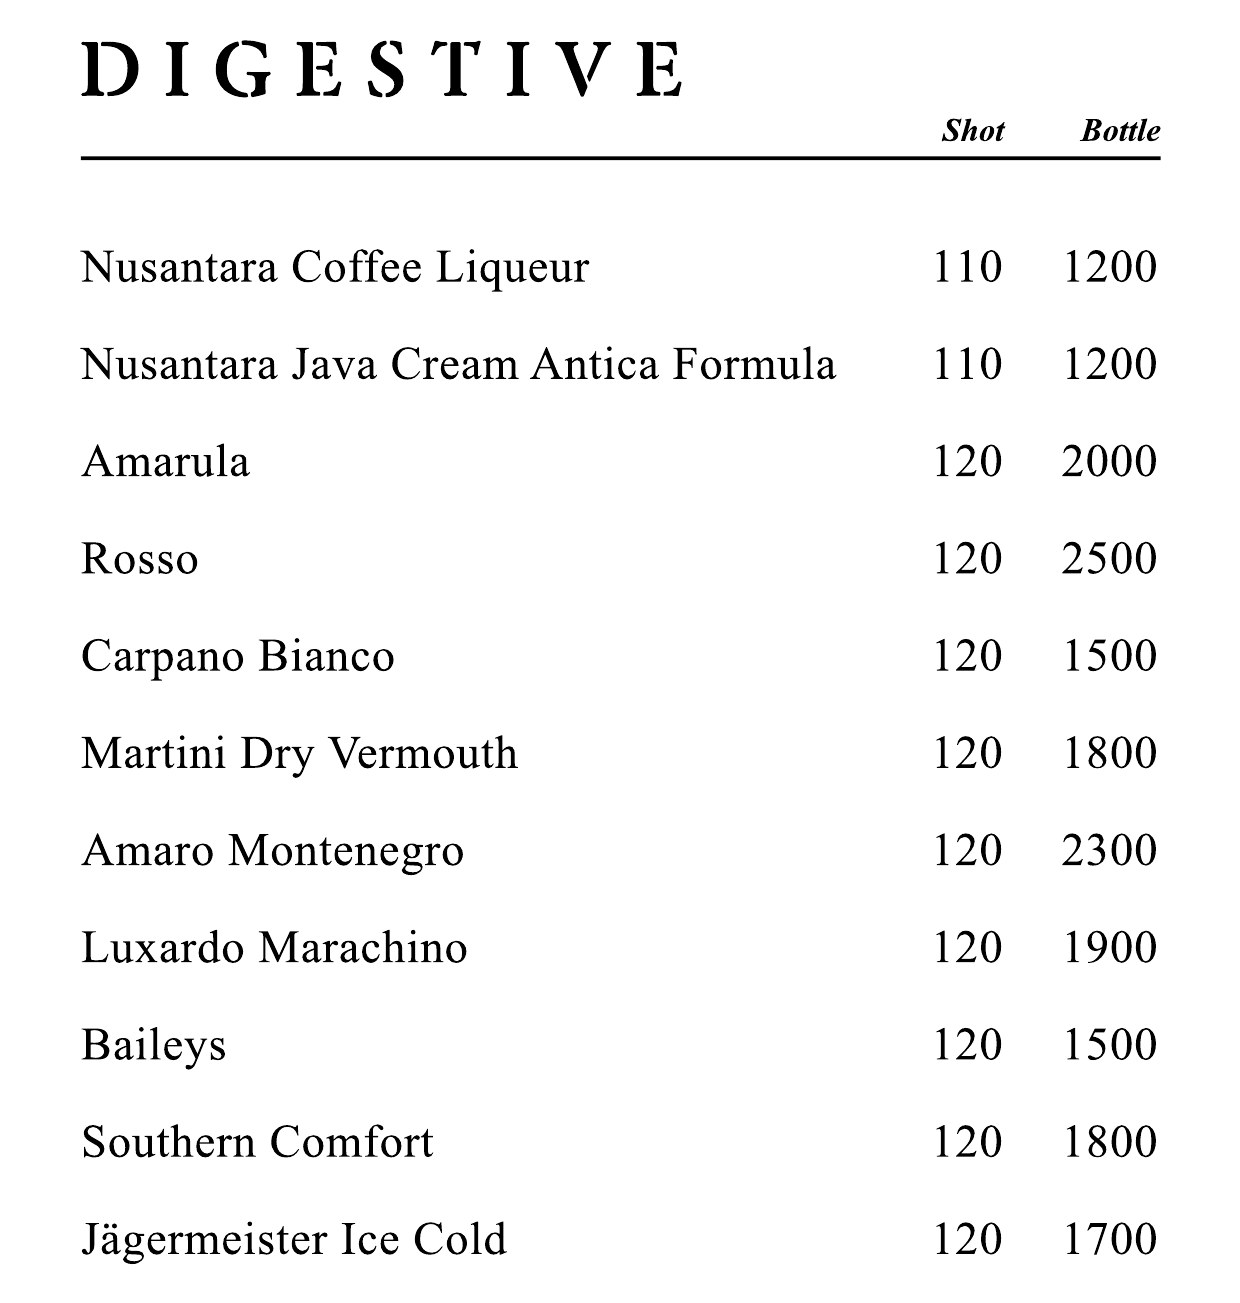 DIGESTIVE
Shot Bottle
Nusantara Coffee Liqueur 110 1200
Nusantara Java Cream Antica Formula 110 1200
Amarula 120 2000
Rosso 120 2500
Carpano Bianco 120 1500
Martini Dry Vermouth 120 1800
Amaro Montenegro 120 2300
Luxardo Marachino 120 1900
Baileys 120 1500
Southern Comfort 120 1800
Jägermeister Ice Cold 120 1700